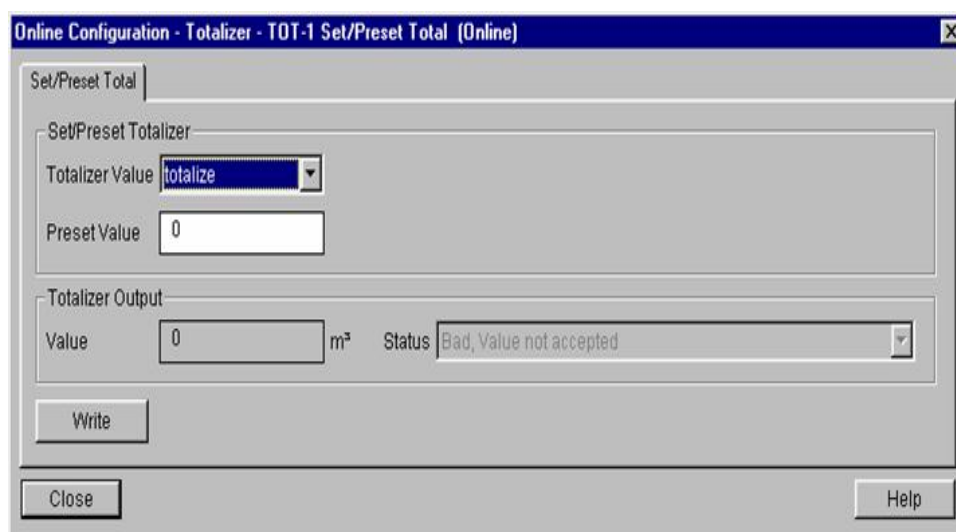 Online Configuration - Totalizer - TOT-1 Set/Preset Total (Online)
Set/Preset Total
Set/Preset Totalizer
Totalizer Value totalize
Preset Value 0
Totalizer Output
Value 0 m³ Status Bad, Value not accepted
Write
Close Help